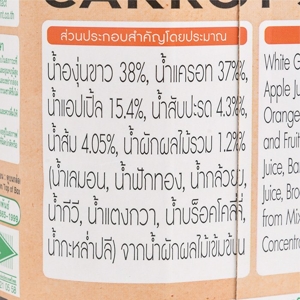 CARROT
ส่วนประกอบสำคัญโดยประมาณ
น้ำองุ่นขาว 38%, น้ำแครอท 37%,
น้ำแอปเปิ้ล 15.4%, น้ำสับปะรด 4.3%,
น้ำส้ม 4.05%, น้ำผักผลไม้รวม 1.2%
(น้ำเลมอน, น้ำฟักทอง, น้ำกล้วย,
น้ำกีวี, น้ำแตงกวา, น้ำบร็อคโคลี่,
น้ำกะหล่ำปลี) จากน้ำผักผลไม้เข้มข้น
White G
Apple Ju
Orange
and Fruit
Juice, Ba
Juice, Bro
from Mix
Concentra